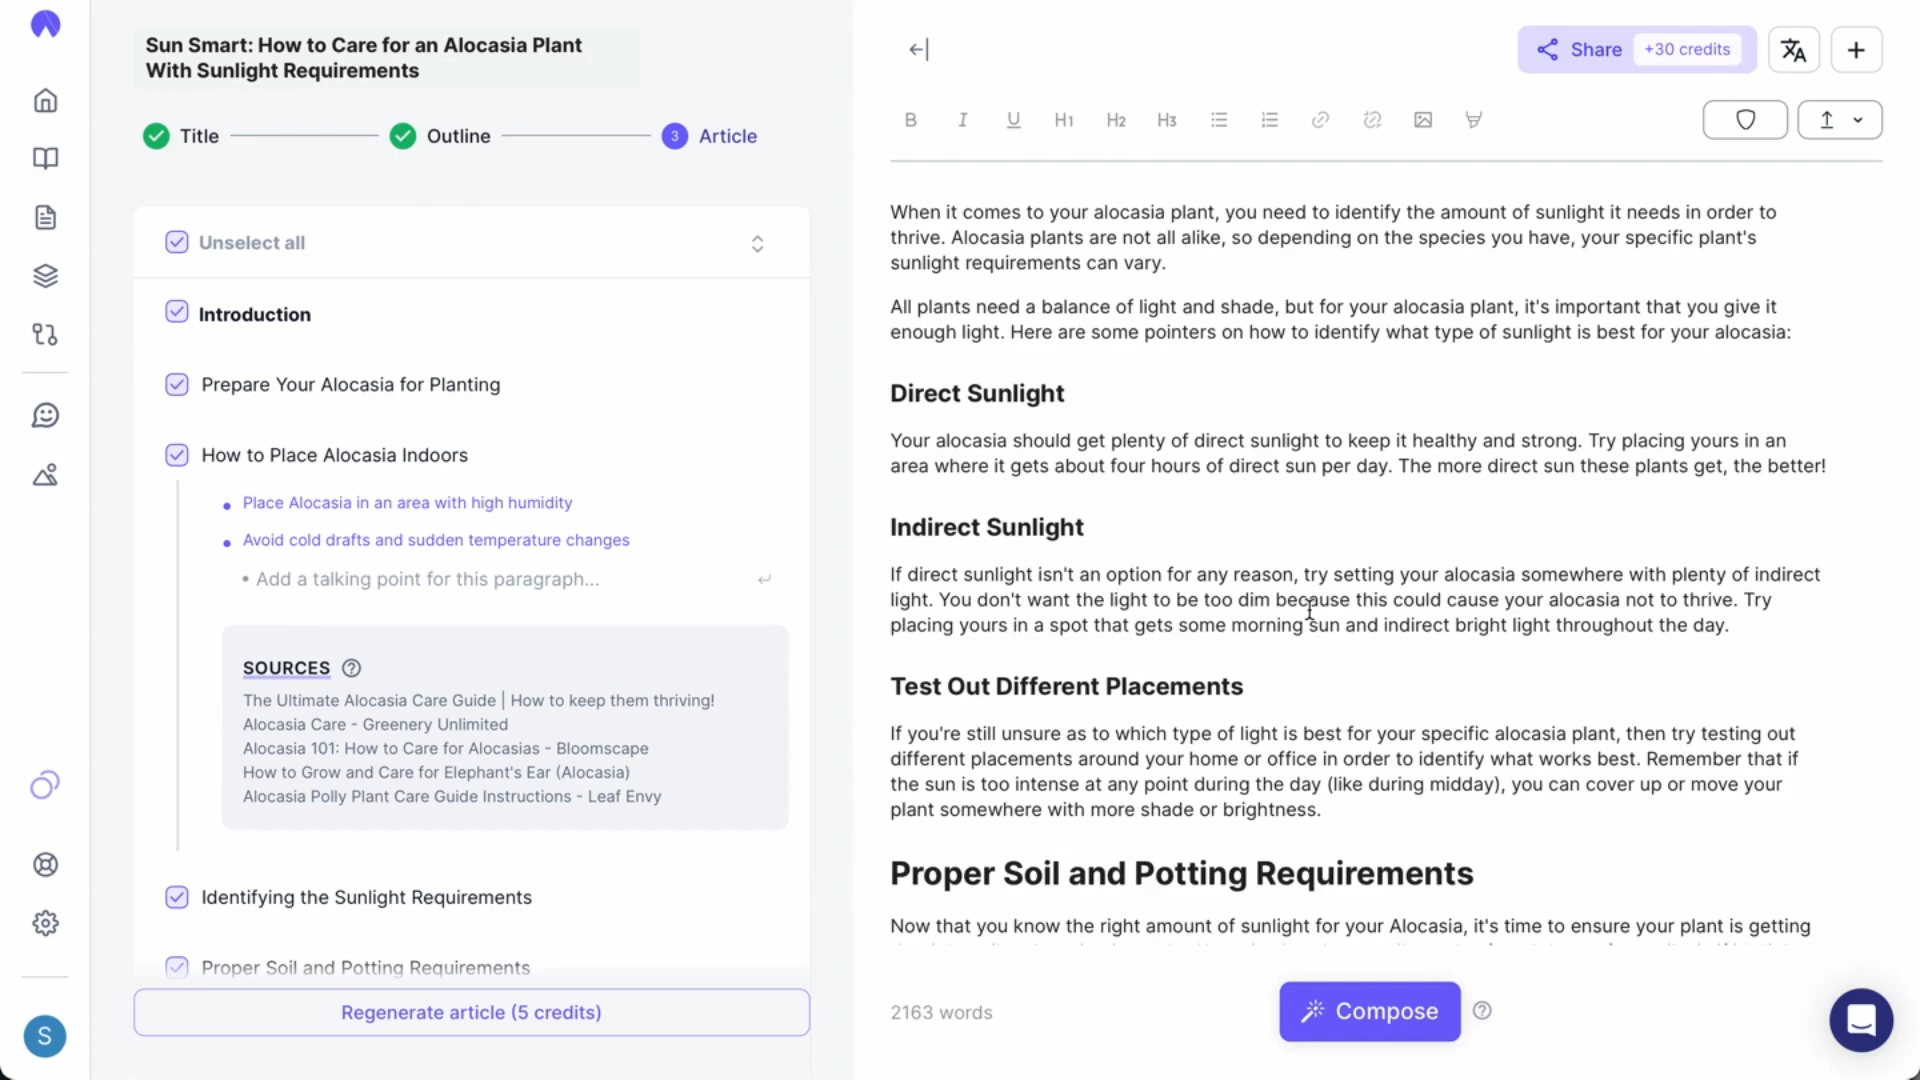 Sun Smart: How to Care for an Alocasia Plant
With Sunlight Requirements
Title
Outline
3
Article
Unselect all
Introduction
Prepare Your Alocasia for Planting
How to Place Alocasia Indoors
Place Alocasia in an area with high humidity
Avoid cold drafts and sudden temperature changes
• Add a talking point for this paragraph...
SOURCES
The Ultimate Alocasia Care Guide | How to keep them thriving!
Alocasia Care - Greenery Unlimited
Alocasia 101: How to Care for Alocasias - Bloomscape
How to Grow and Care for Elephant's Ear (Alocasia)
Alocasia Polly Plant Care Guide Instructions - Leaf Envy
Identifying the Sunlight Requirements
Proper Soil and Potting Requirements
Regenerate article (5 credits)
S
Share
+30 credits
B
I
U
H1
H2
H3
When it comes to your alocasia plant, you need to identify the amount of sunlight it needs in order to
thrive. Alocasia plants are not all alike, so depending on the species you have, your specific plant's
sunlight requirements can vary.
All plants need a balance of light and shade, but for your alocasia plant, it's important that you give it
enough light. Here are some pointers on how to identify what type of sunlight is best for your alocasia:
Direct Sunlight
Your alocasia should get plenty of direct sunlight to keep it healthy and strong. Try placing yours in an
area where it gets about four hours of direct sun per day. The more direct sun these plants get, the better!
Indirect Sunlight
If direct sunlight isn't an option for any reason, try setting your alocasia somewhere with plenty of indirect
light. You don't want the light to be too dim because this could cause your alocasia not to thrive. Try
placing yours in a spot that gets some morning sun and indirect bright light throughout the day.
Test Out Different Placements
If you're still unsure as to which type of light is best for your specific alocasia plant, then try testing out
different placements around your home or office in order to identify what works best. Remember that if
the sun is too intense at any point during the day (like during midday), you can cover up or move your
plant somewhere with more shade or brightness.
Proper Soil and Potting Requirements
Now that you know the right amount of sunlight for your Alocasia, it's time to ensure your plant is getting
2163 words
Compose